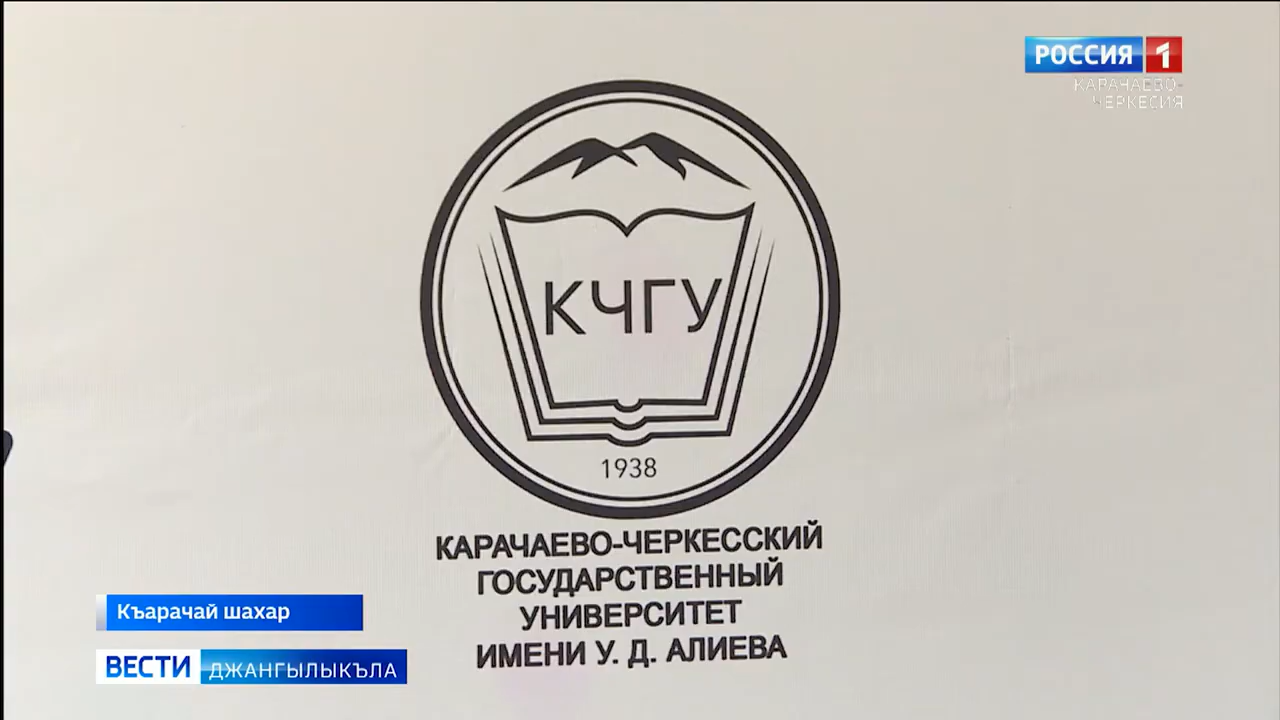 РОССИЯ 1
КАРАЧАЕВО-
ЧЕРКЕСИЯ
КЧГУ
1938
КАРАЧАЕВО-ЧЕРКЕССКИЙ
ГОСУДАРСТВЕННЫЙ
УНИВЕРСИТЕТ
ИМЕНИ У. Д. АЛИЕВА
Къарачай шахар
ВЕСТИ ДЖАНГЫЛЫКЪЛА